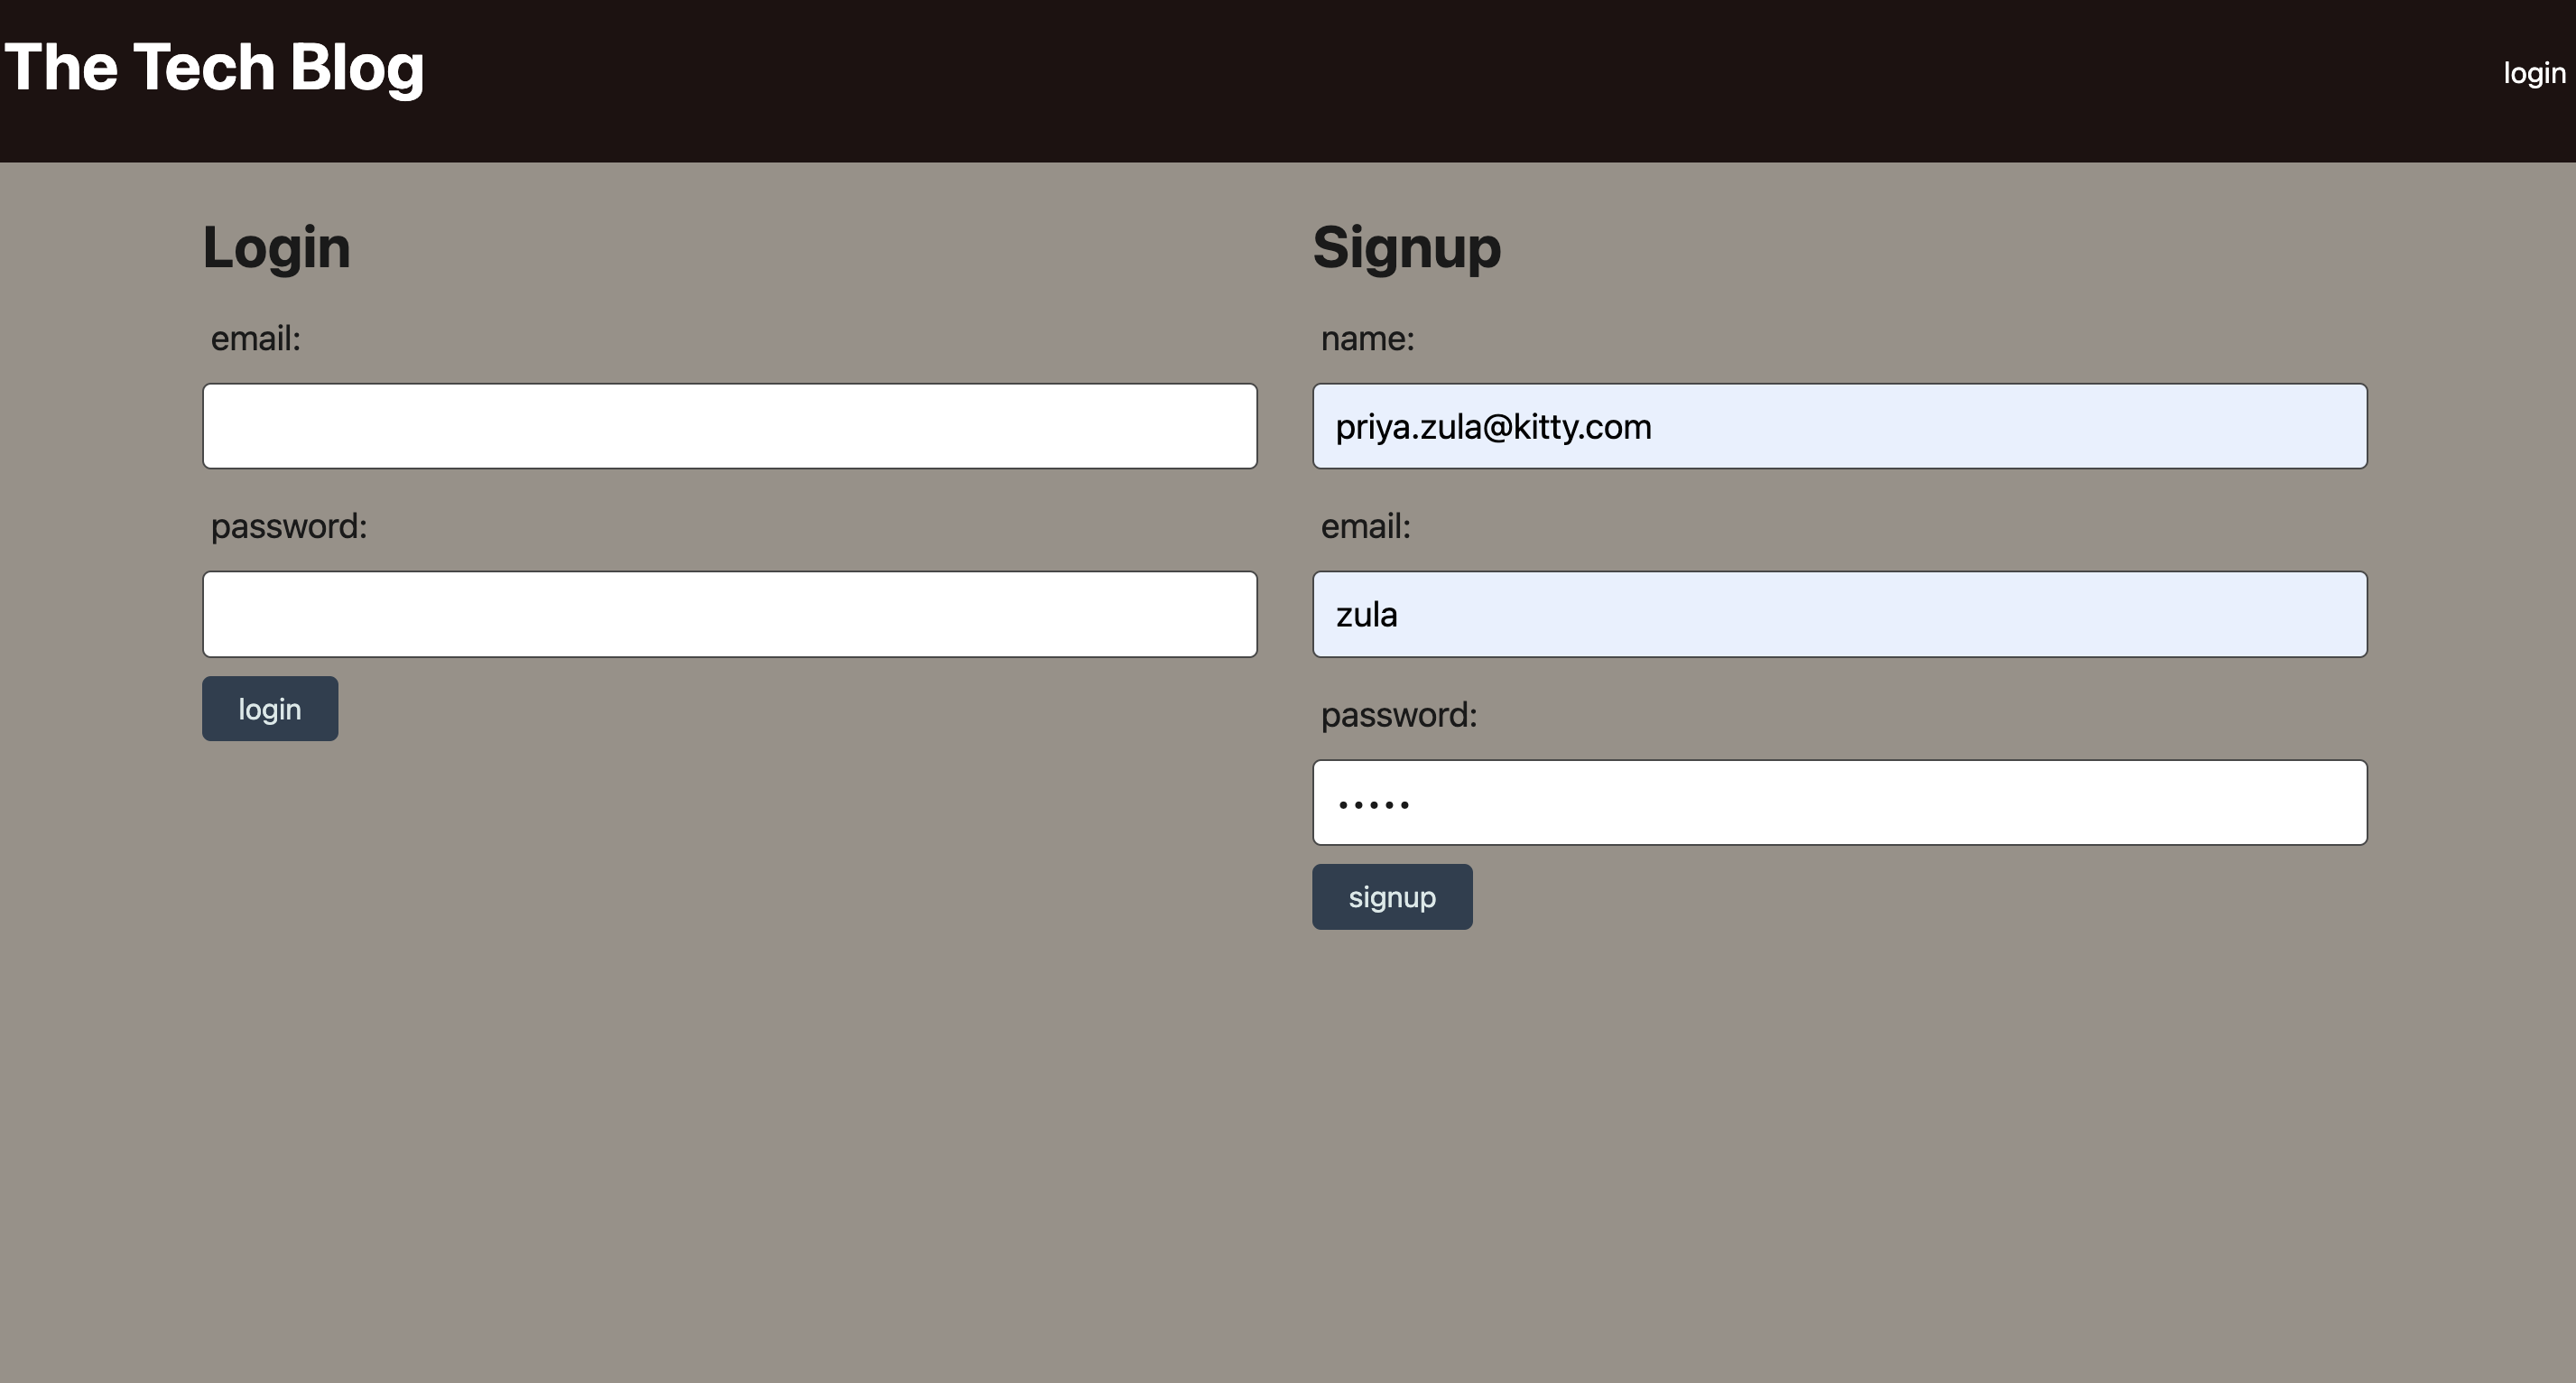 The Tech Blog
login
Login
email:
password:
login
Signup
name:
priya.zula@kitty.com
email:
zula
password:
•••••
signup